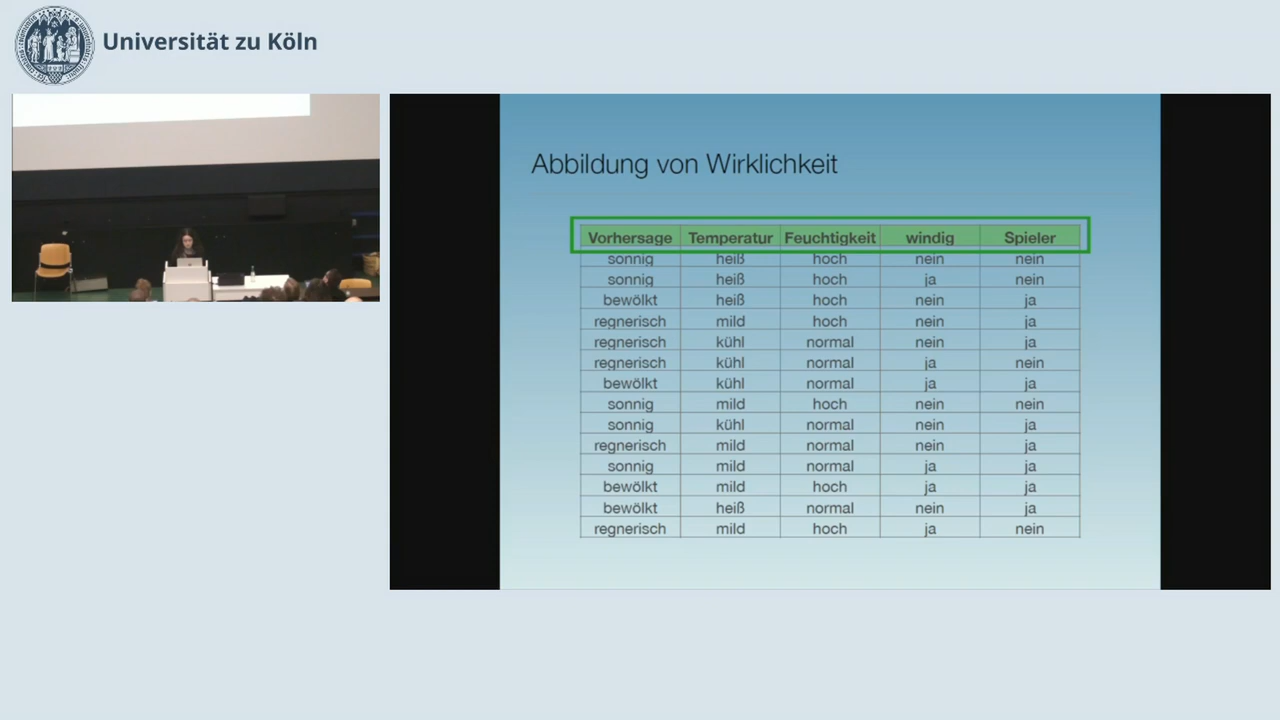 Universität zu Köln
Abbildung von Wirklichkeit
Vorhersage Temperatur Feuchtigkeit windig Spieler
sonnig heiß hoch nein nein
sonnig heiß hoch ja nein
bewölkt heiß hoch nein ja
regnerisch mild hoch nein ja
regnerisch kühl normal nein ja
regnerisch kühl normal ja nein
bewölkt kühl normal ja ja
sonnig mild hoch nein nein
sonnig kühl normal nein ja
regnerisch mild normal nein ja
sonnig mild normal ja ja
bewölkt mild hoch ja ja
bewölkt heiß normal nein ja
regnerisch mild hoch ja nein